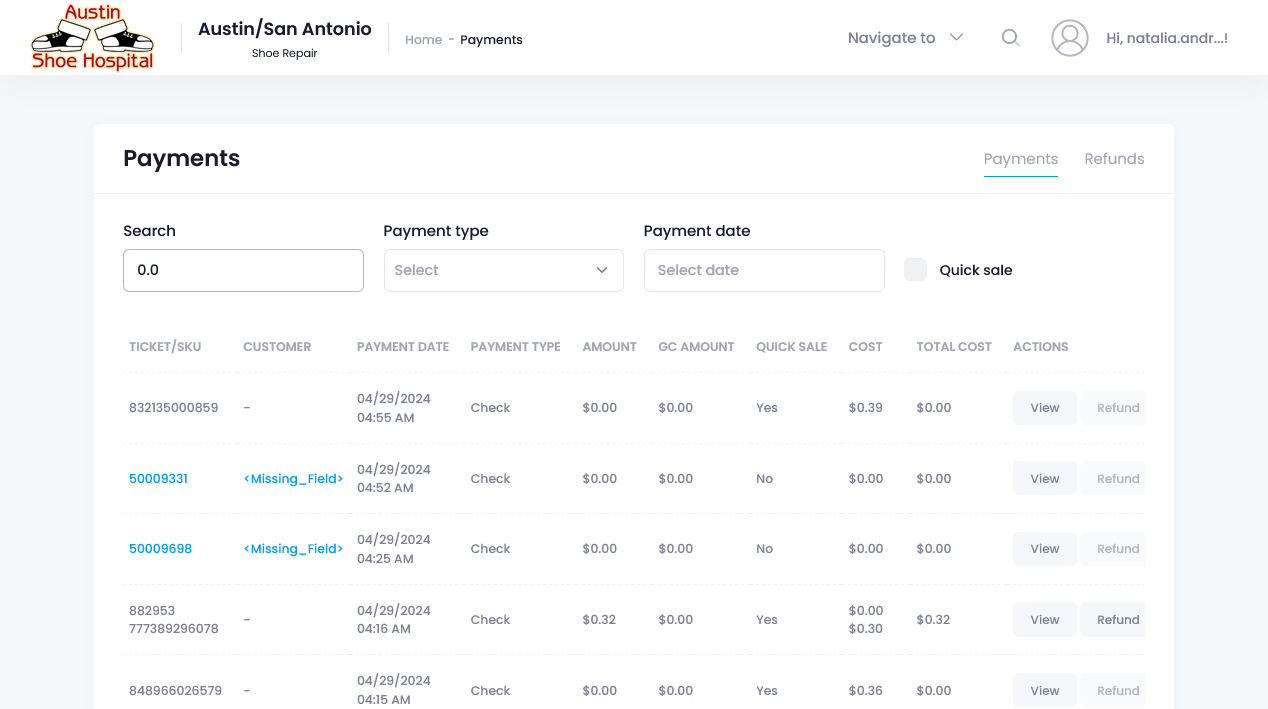 Austin
Shoe Hospital
Austin/San Antonio
Shoe Repair
Home - Payments
Navigate to
Hi, natalia.andr...!
Payments
Payments Refunds
Search Payment type Payment date
0.0 Select Select date Quick sale
TICKET/SKU CUSTOMER PAYMENT DATE PAYMENT TYPE AMOUNT GC AMOUNT QUICK SALE COST TOTAL COST ACTIONS
832135000859 - 04/29/2024 04:55 AM Check $0.00 $0.00 Yes $0.39 $0.00 View Refund
50009331 <Missing_Field> 04/29/2024 04:52 AM Check $0.00 $0.00 No $0.00 $0.00 View Refund
50009698 <Missing_Field> 04/29/2024 04:25 AM Check $0.00 $0.00 No $0.00 $0.00 View Refund
882953 777389296078 - 04/29/2024 04:16 AM Check $0.32 $0.00 Yes $0.00 $0.30 $0.32 View Refund
848966026579 - 04/29/2024 04:15 AM Check $0.00 $0.00 Yes $0.36 $0.00 View Refund